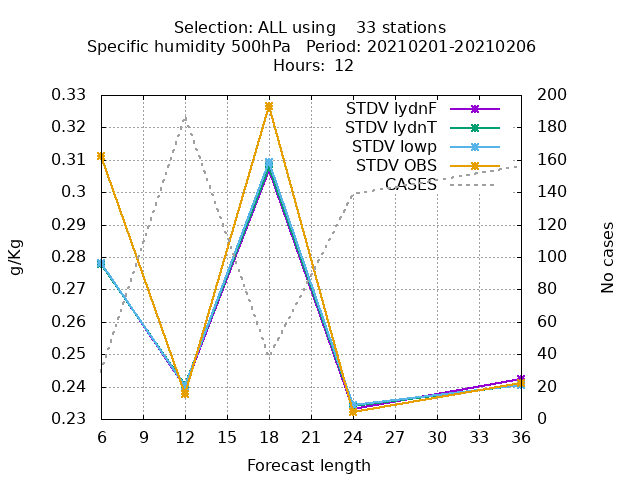 Selection: ALL using    33 stations
Specific humidity 500hPa   Period: 20210201-20210206
Hours: 12
0.33
0.32
0.31
0.3
0.29
0.28
0.27
0.26
0.25
0.24
0.23
g/Kg
STDV lydnF
STDV lydnT
STDV lowp
STDV OBS
CASES
200
180
160
140
120
100
80
60
40
20
0
No cases
6 9 12 15 18 21 24 27 30 33 36
Forecast length